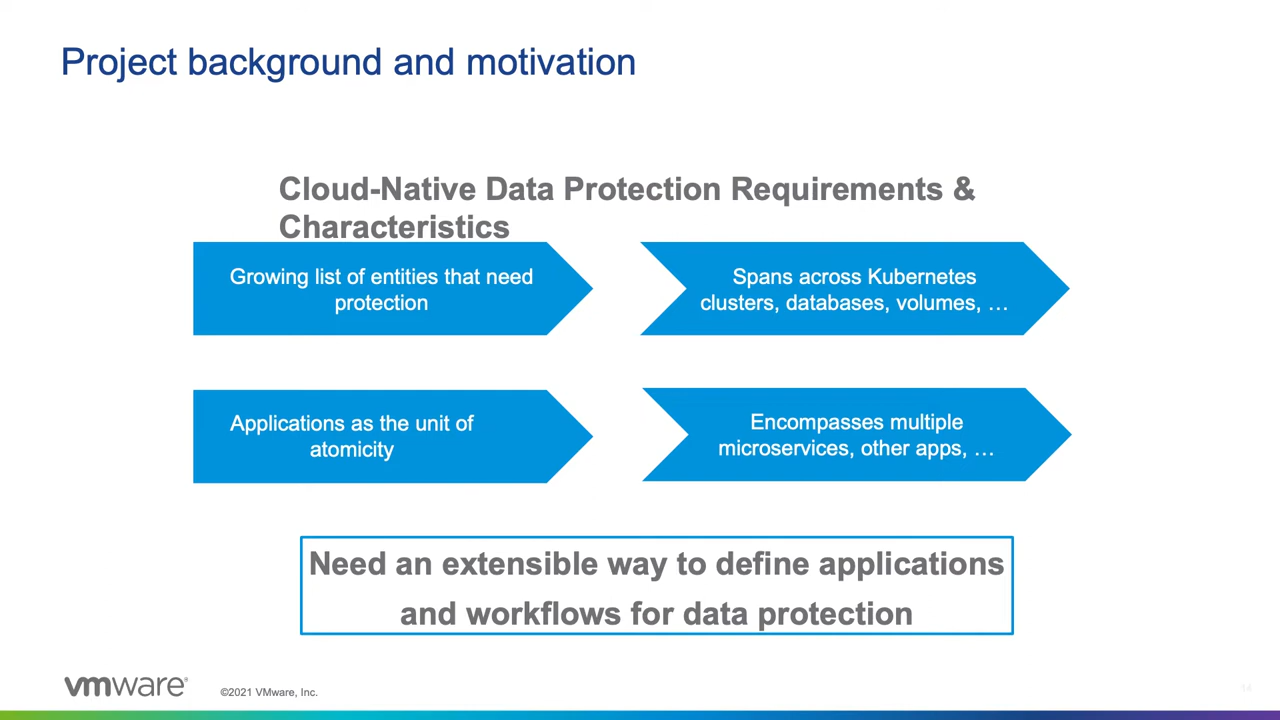 Project background and motivation
Cloud-Native Data Protection Requirements &
Characteristics
Growing list of entities that need
protection
Spans across Kubernetes
clusters, databases, volumes, …
Applications as the unit of
atomicity
Encompasses multiple
microservices, other apps, …
Need an extensible way to define applications
and workflows for data protection
vmware®
©2021 VMware, Inc.
14